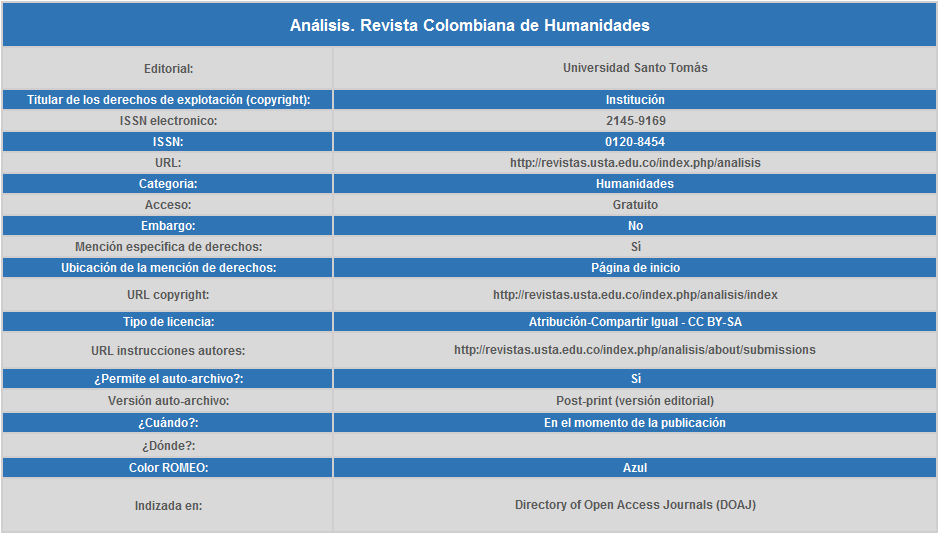 Análisis. Revista Colombiana de Humanidades
Editorial: Universidad Santo Tomás
Titular de los derechos de explotación (copyright): Institución
ISSN electronico: 2145-9169
ISSN: 0120-8454
URL: http://revistas.usta.edu.co/index.php/analisis
Categoria: Humanidades
Acceso: Gratuito
Embargo: No
Mención específica de derechos: Sí
Ubicación de la mención de derechos: Página de inicio
URL copyright: http://revistas.usta.edu.co/index.php/analisis/index
Tipo de licencia: Atribución-Compartir Igual - CC BY-SA
URL instrucciones autores: http://revistas.usta.edu.co/index.php/analisis/about/submissions
¿Permite el auto-archivo?: Sí
Versión auto-archivo: Post-print (versión editorial)
¿Cuándo?: En el momento de la publicación
¿Dónde?:
Color ROMEO: Azul
Indizada en: Directory of Open Access Journals (DOAJ)